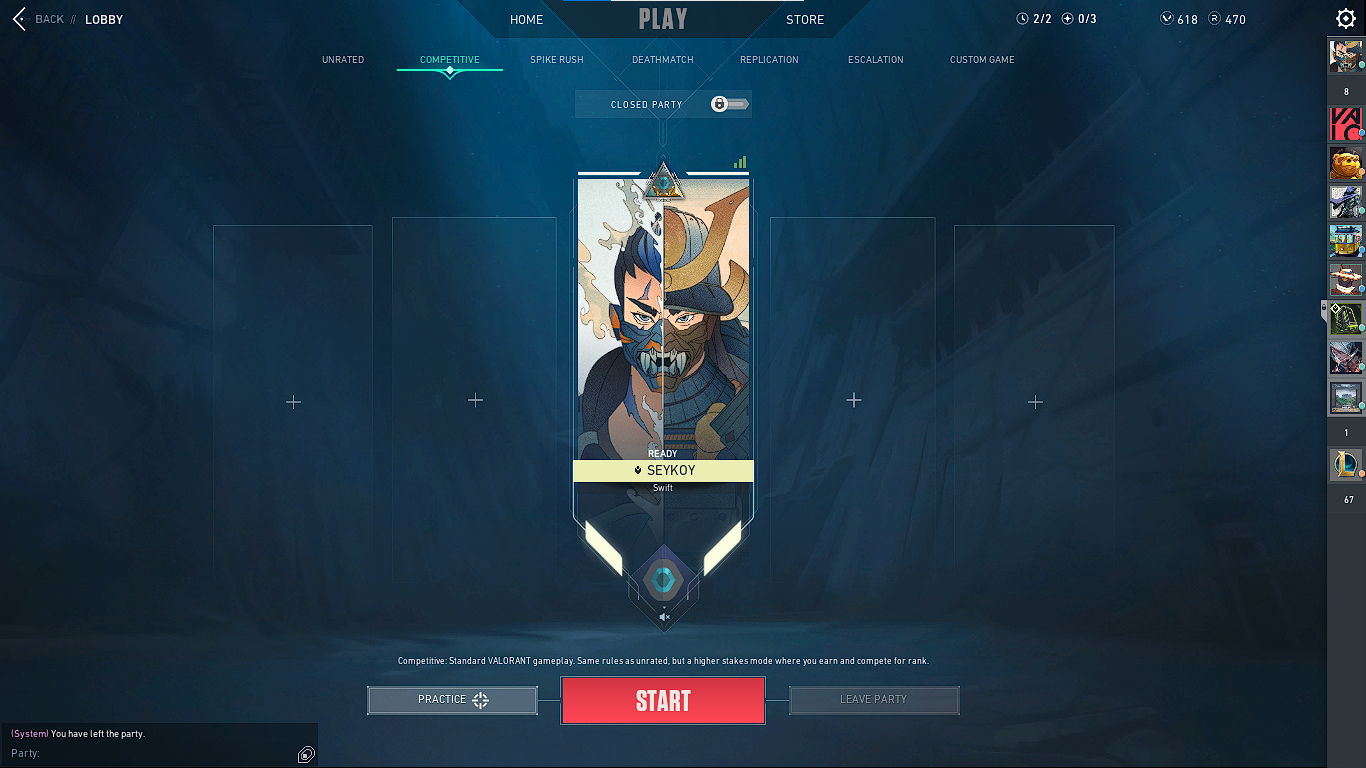 BACK // LOBBY
HOME
PLAY
STORE
2/2
0/3
618
470
UNRATED
COMPETITIVE
SPIKE RUSH
DEATHMATCH
REPLICATION
ESCALATION
CUSTOM GAME
CLOSED PARTY
8
READY
SEYKOY
Swift
1
67
Competitive: Standard VALORANT gameplay. Same rules as unrated, but a higher stakes mode where you earn and compete for rank.
PRACTICE
START
LEAVE PARTY
(System) You have left the party.
Party: